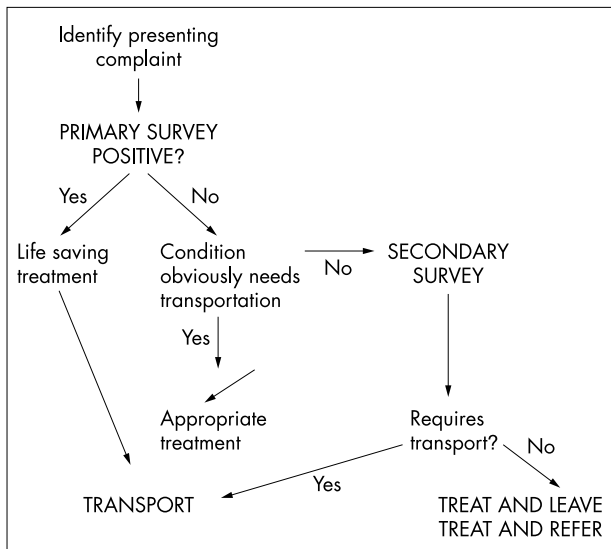 Identify presenting
complaint
PRIMARY SURVEY
POSITIVE?
Yes
No
Life saving
treatment
Condition
obviously needs
transportation
No
SECONDARY
SURVEY
Yes
Appropriate
treatment
Requires
transport?
Yes
No
TRANSPORT
TREAT AND LEAVE
TREAT AND REFER